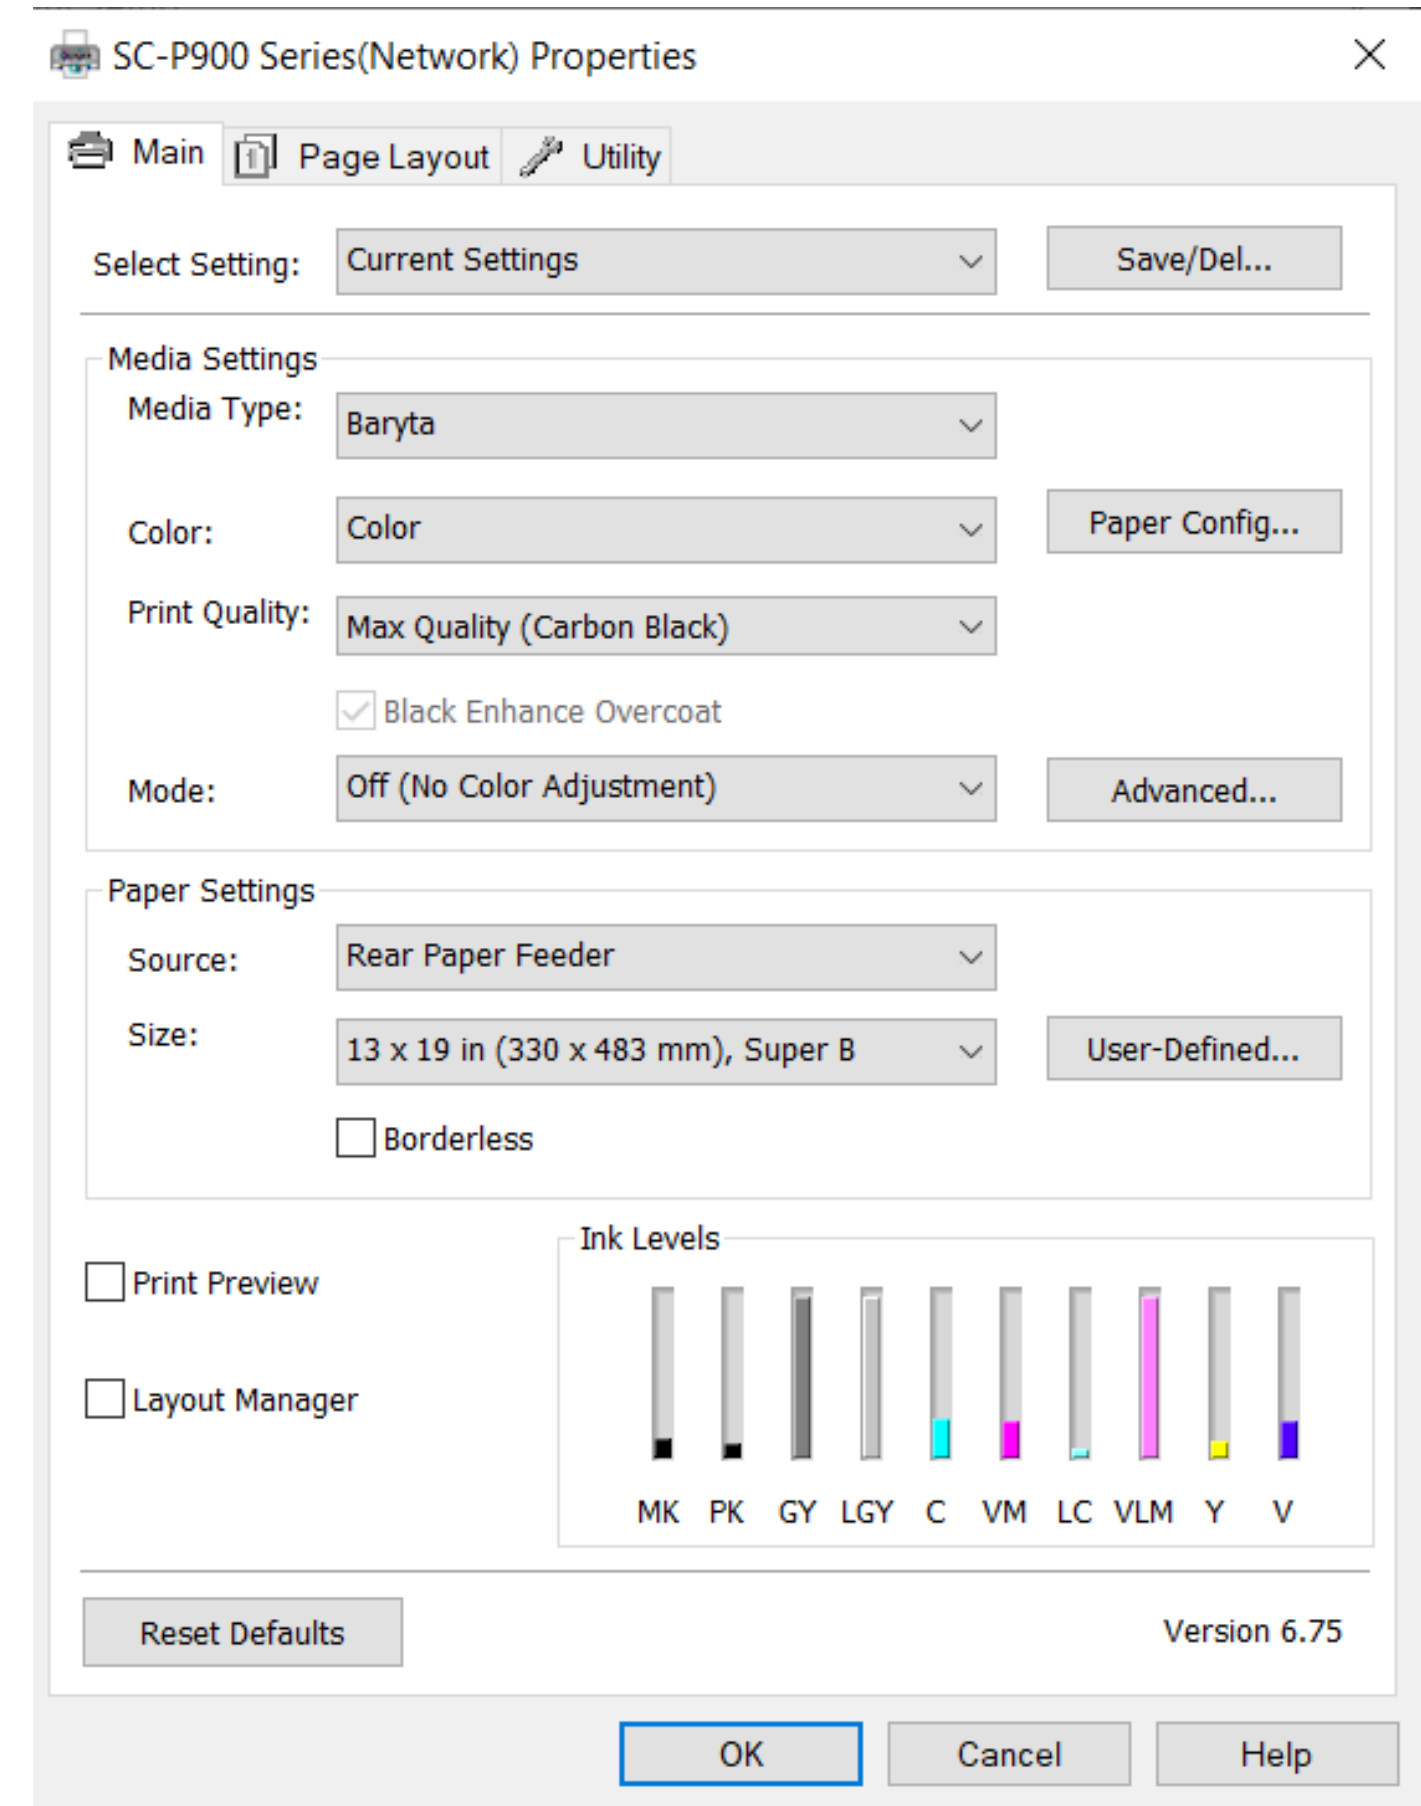 SC-P900 Series(Network) Properties
Main
Page Layout
Utility
Select Setting:
Current Settings
Save/Del...
Media Settings
Media Type:
Baryta
Color:
Color
Paper Config...
Print Quality:
Max Quality (Carbon Black)
Black Enhance Overcoat
Mode:
Off (No Color Adjustment)
Advanced...
Paper Settings
Source:
Rear Paper Feeder
Size:
13 x 19 in (330 x 483 mm), Super B
User-Defined...
Borderless
Print Preview
Layout Manager
Ink Levels
MK PK GY LGY C VM LC VLM Y V
Reset Defaults
Version 6.75
OK
Cancel
Help